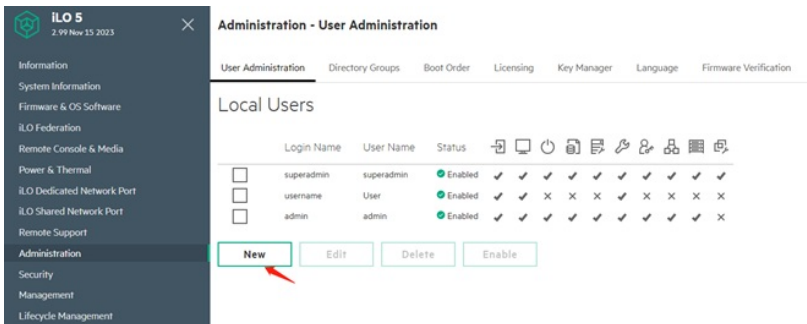 iLO 5
2.99 Nov 15 2023
Administration - User Administration
Information
System Information
Firmware & OS Software
iLO Federation
Remote Console & Media
Power & Thermal
iLO Dedicated Network Port
iLO Shared Network Port
Remote Support
Administration
Security
Management
Lifecycle Management
User Administration Directory Groups Boot Order Licensing Key Manager Language Firmware Verification
Local Users
Login Name User Name Status
superadmin superadmin Enabled
username User Enabled
admin admin Enabled
New Edit Delete Enable